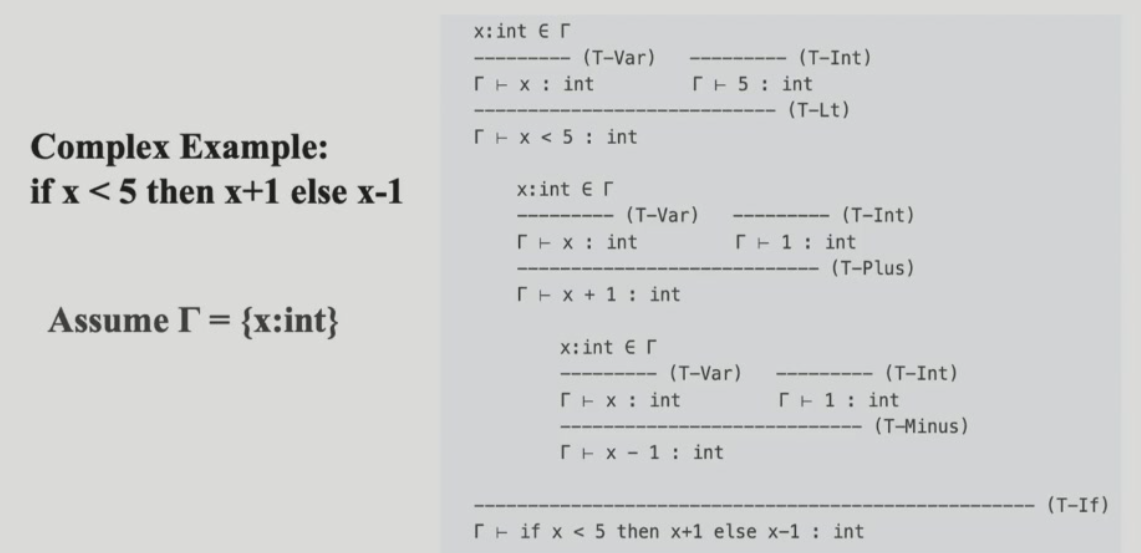 Complex Example:
if x < 5 then x+1 else x-1
Assume Γ = {x:int}
x:int ∈ Γ
--------- (T-Var)   --------- (T-Int)
Γ ⊢ x : int         Γ ⊢ 5 : int
---------------------------- (T-Lt)
Γ ⊢ x < 5 : int
x:int ∈ Γ
--------- (T-Var)   --------- (T-Int)
Γ ⊢ x : int         Γ ⊢ 1 : int
---------------------------- (T-Plus)
Γ ⊢ x + 1 : int
x:int ∈ Γ
--------- (T-Var)   --------- (T-Int)
Γ ⊢ x : int         Γ ⊢ 1 : int
---------------------------- (T-Minus)
Γ ⊢ x - 1 : int
---------------------------------------------------- (T-If)
Γ ⊢ if x < 5 then x+1 else x-1 : int